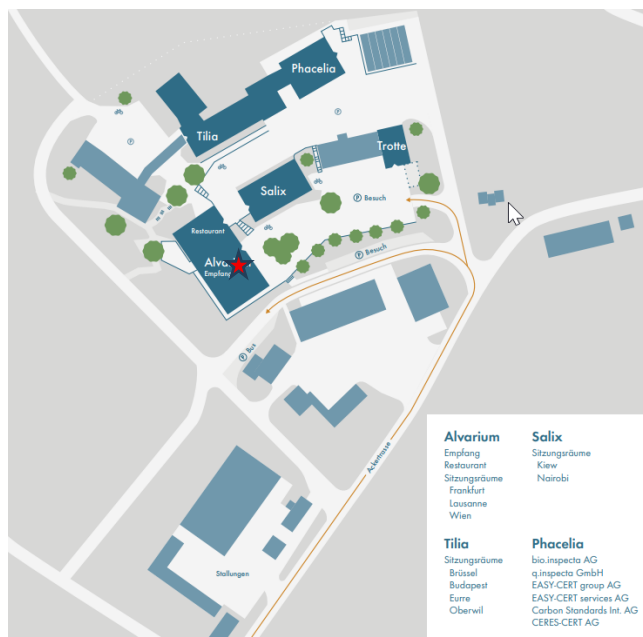 Phacelia
Tilia
P
P
Trotte
Salix
P Besuch
Restaurant
Empfang
P Besuch
P Bus
Ackerstrasse
Stallungen
Alvarium
Empfang
Restaurant
Sitzungsräume
Frankfurt
Lausanne
Wien
Salix
Sitzungsräume
Kiew
Nairobi
Tilia
Sitzungsräume
Brüssel
Budapest
Eurre
Oberwil
Phacelia
bio.inspecta AG
q.inspecta GmbH
EASY-CERT group AG
EASY-CERT services AG
Carbon Standards Int. AG
CERES-CERT AG